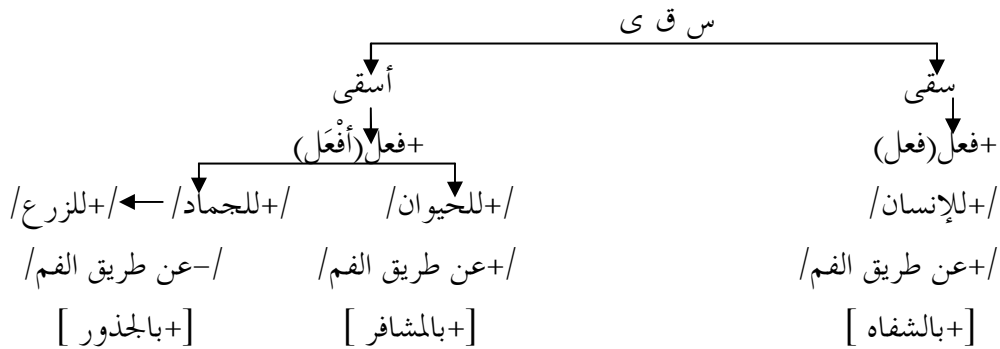 س ق ى
سقى أسقى
+فعل(فعل) +فعل(أفْعَل)
/+للإنسان/ /+للحيوان/ /+للجماد/ /+للزرع/
/+عن طريق الفم/ /+عن طريق الفم/ /–عن طريق الفم/
[+بالشفاه ] [+بالمشافر ] [+بالجذور ]